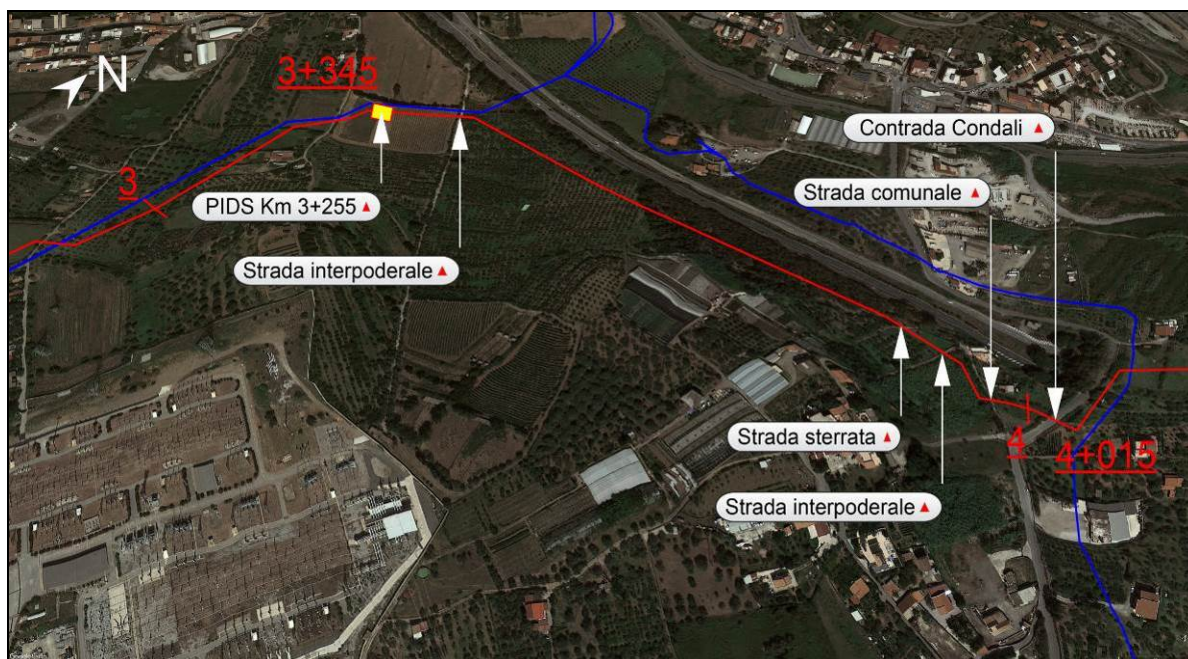 N
3+345
3
Contrada Condali
PIDS Km 3+255
Strada comunale
Strada interpoderale
Strada sterrata
4
4+015
Strada interpoderale